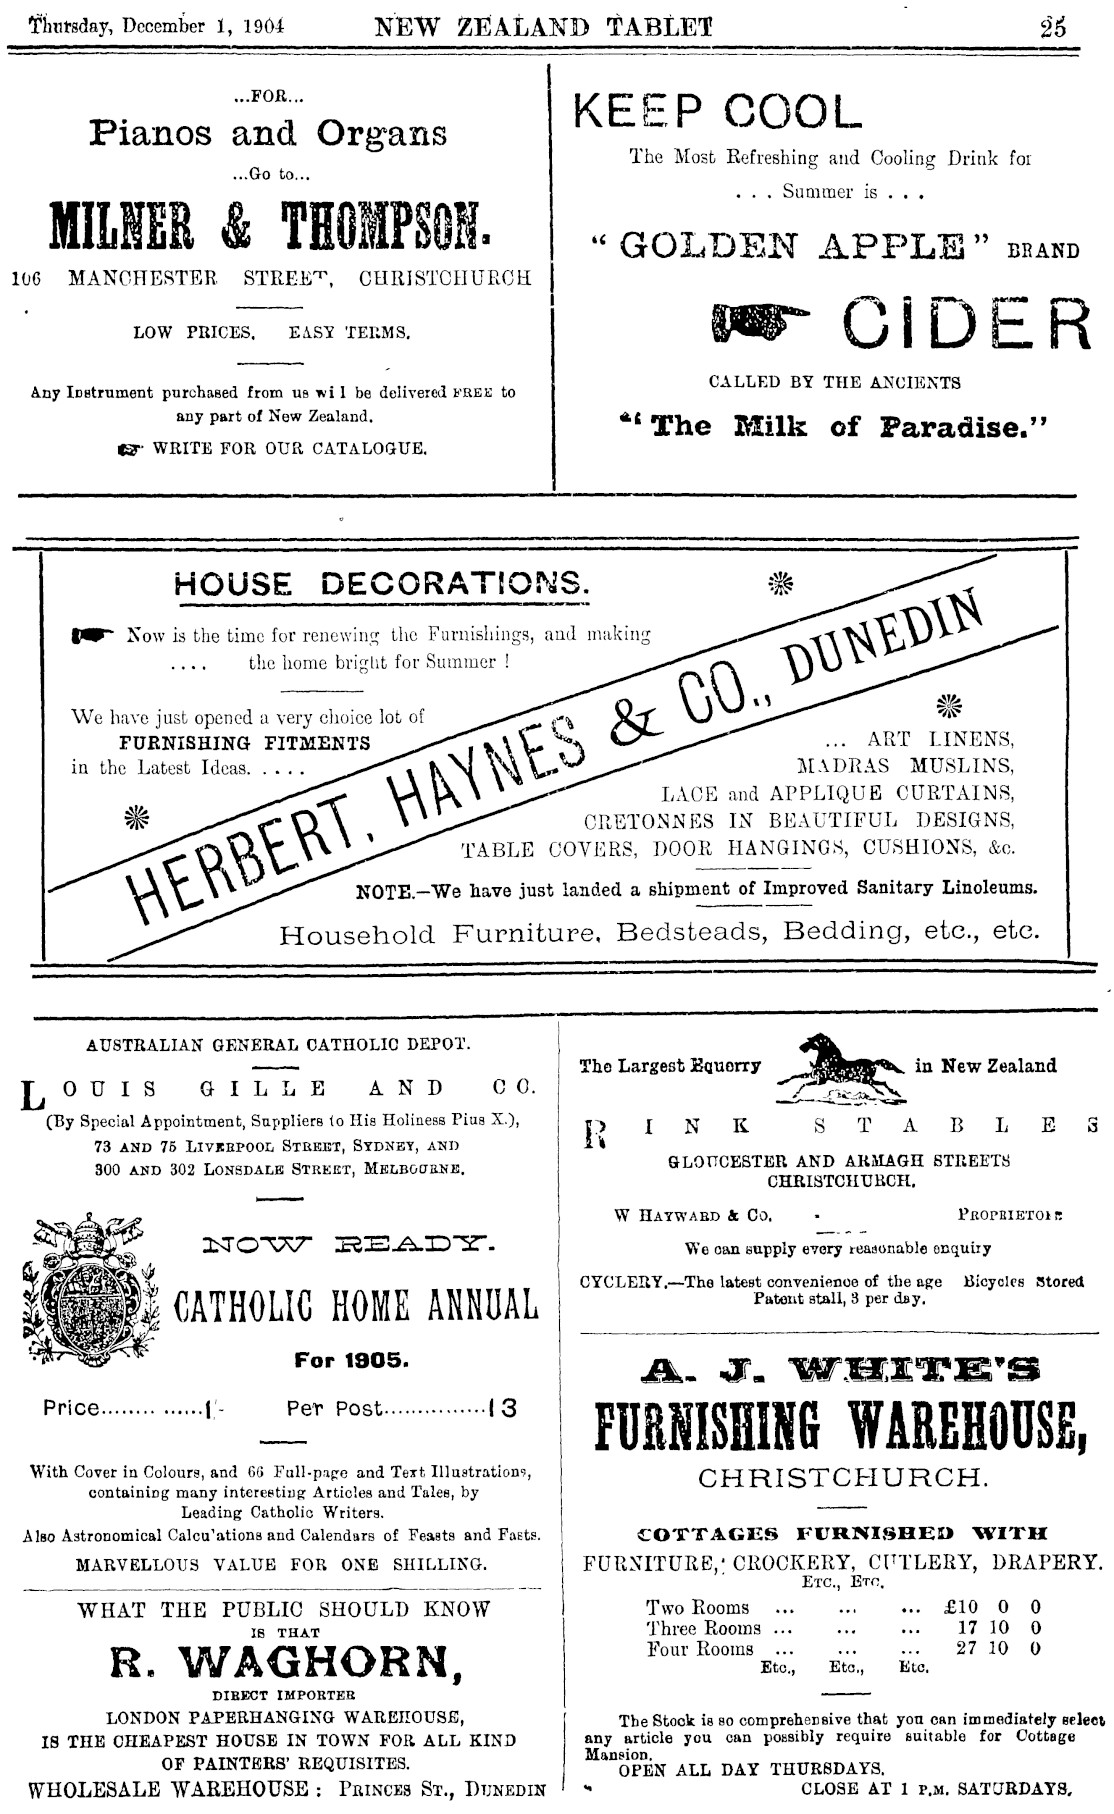 Thursday, December 1, 1904 NEW ZEALAND TABLET 25
...FOR...
Pianos and Organs
...Go to...
MILNER & THOMPSON.
106 MANCHESTER STREET, CHRISTCHURCH
LOW PRICES. EASY TERMS.
Any Instrument purchased from us wi l be delivered FREE to
any part of New Zealand.
WRITE FOR OUR CATALOGUE.
KEEP COOL
The Most Refreshing and Cooling Drink for
. . . Summer is . . .
"GOLDEN APPLE" BRAND
CIDER
CALLED BY THE ANCIENTS
"The Milk of Paradise."
HOUSE DECORATIONS.
Now is the time for renewing the Furnishings, and making
.... the home bright for Summer !
We have just opened a very choice lot of
FURNISHING FITMENTS
in the Latest Ideas. . . . .
HERBERT, HAYNES & CO., DUNEDIN
... ART LINENS,
MADRAS MUSLINS,
LACE and APPLIQUE CURTAINS,
CRETONNES IN BEAUTIFUL DESIGNS,
TABLE COVERS, DOOR HANGINGS, CUSHIONS, &c.
NOTE.—We have just landed a shipment of Improved Sanitary Linoleums.
Household Furniture. Bedsteads, Bedding, etc., etc.
AUSTRALIAN GENERAL CATHOLIC DEPOT.
LOUIS GILLE AND CO.
(By Special Appointment, Suppliers to His Holiness Pius X.),
73 AND 75 LIVERPOOL STREET, SYDNEY, AND
300 AND 302 LONSDALE STREET, MELBOURNE.
NOW READY.
CATHOLIC HOME ANNUAL
For 1905.
Price........ ......1/- Per Post...............1 3
With Cover in Colours, and 66 Full-page and Text Illustrations,
containing many interesting Articles and Tales, by
Leading Catholic Writers.
Also Astronomical Calcu'ations and Calendars of Feasts and Fasts.
MARVELLOUS VALUE FOR ONE SHILLING.
WHAT THE PUBLIC SHOULD KNOW
IS THAT
R. WAGHORN,
DIRECT IMPORTER
LONDON PAPERHANGING WAREHOUSE,
IS THE CHEAPEST HOUSE IN TOWN FOR ALL KIND
OF PAINTERS' REQUISITES.
WHOLESALE WAREHOUSE : PRINCES ST., DUNEDIN
The Largest Equerry in New Zealand
RINK STABLES
GLOUCESTER AND ARMAGH STREETS
CHRISTCHURCH.
W HAYWARD & CO. - PROPRIETORS
We can supply every reasonable enquiry
CYCLERY.—The latest convenience of the age Bicycles Stored
Patent stall, 3 per day.
A. J. WHITE'S
FURNISHING WAREHOUSE,
CHRISTCHURCH.
COTTAGES FURNISHED WITH
FURNITURE, CROCKERY, CUTLERY, DRAPERY.
ETC., ETC.
Two Rooms ... ... ... £10 0 0
Three Rooms ... ... ... 17 10 0
Four Rooms ... ... ... 27 10 0
Etc., Etc., Etc.
The Stock is so comprehensive that you can immediately select
any article you can possibly require suitable for Cottage
Mansion.
OPEN ALL DAY THURSDAYS.
CLOSE AT 1 P.M. SATURDAYS.